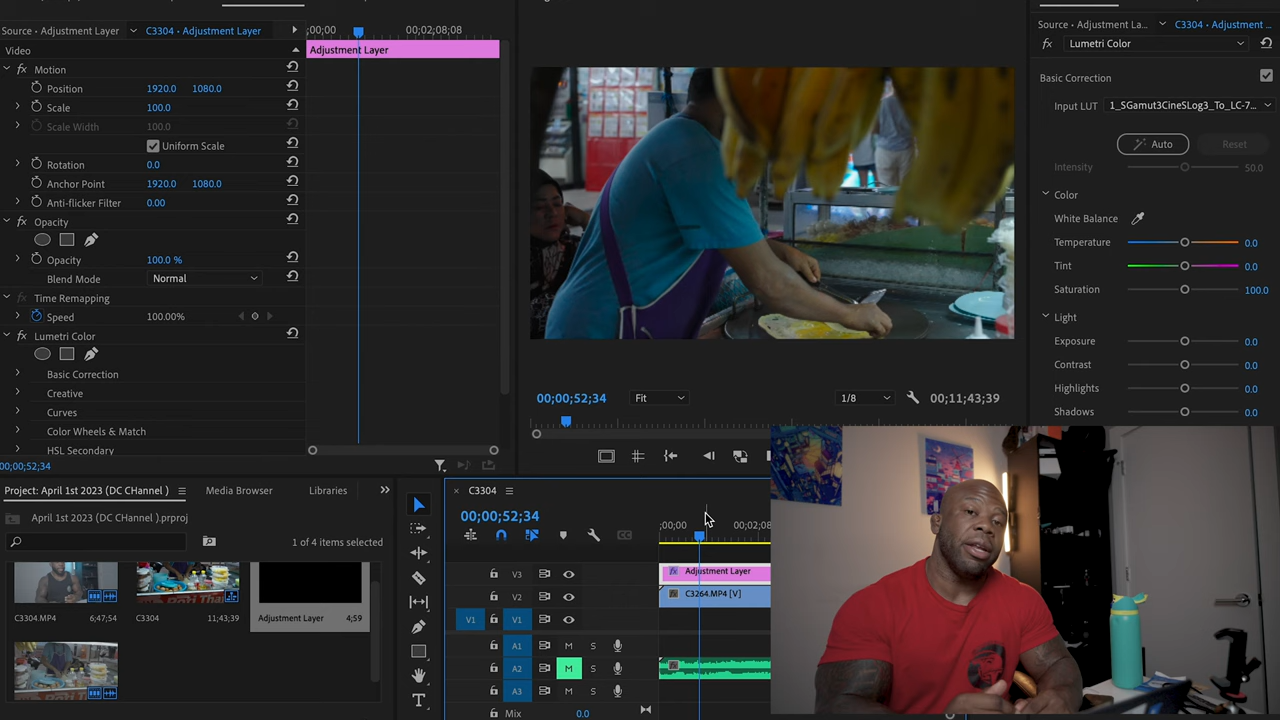 Source • Adjustment Layer
C3304 • Adjustment Layer
;00;00
00;02;08;08
Video
Adjustment Layer
fx Motion
Position 1920.0 1080.0
Scale 100.0
Scale Width 100.0
Uniform Scale
Rotation 0.0
Anchor Point 1920.0 1080.0
Anti-flicker Filter 0.00
fx Opacity
Opacity 100.0 %
Blend Mode Normal
fx Time Remapping
Speed 100.00%
fx Lumetri Color
Basic Correction
Creative
Curves
Color Wheels & Match
HSL Secondary
00;00;52;34
00;00;52;34
Fit
1/8
00;11;43;39
Source • Adjustment La...
C3304 • Adjustment ...
fx Lumetri Color
Basic Correction
Input LUT 1_SGamut3CineSLog3_To_LC-7...
Auto
Reset
Intensity 50.0
Color
White Balance
Temperature 0.0
Tint 0.0
Saturation 100.0
Light
Exposure 0.0
Contrast 0.0
Highlights 0.0
Shadows 0.0
Project: April 1st 2023 (DC CHannel )
Media Browser
Libraries
April 1st 2023 (DC CHannel ).prproj
1 of 4 items selected
C3304.MP4 6;47;54
C3304 11;43;39
Adjustment Layer 4;59
× C3304
00;00;52;34
;00;00
00;02;08
V3
fx Adjustment Layer
V2
fx C3264.MP4 [V]
V1 V1
A1 M S
A2 M S
A3 M S
Mix 0.0